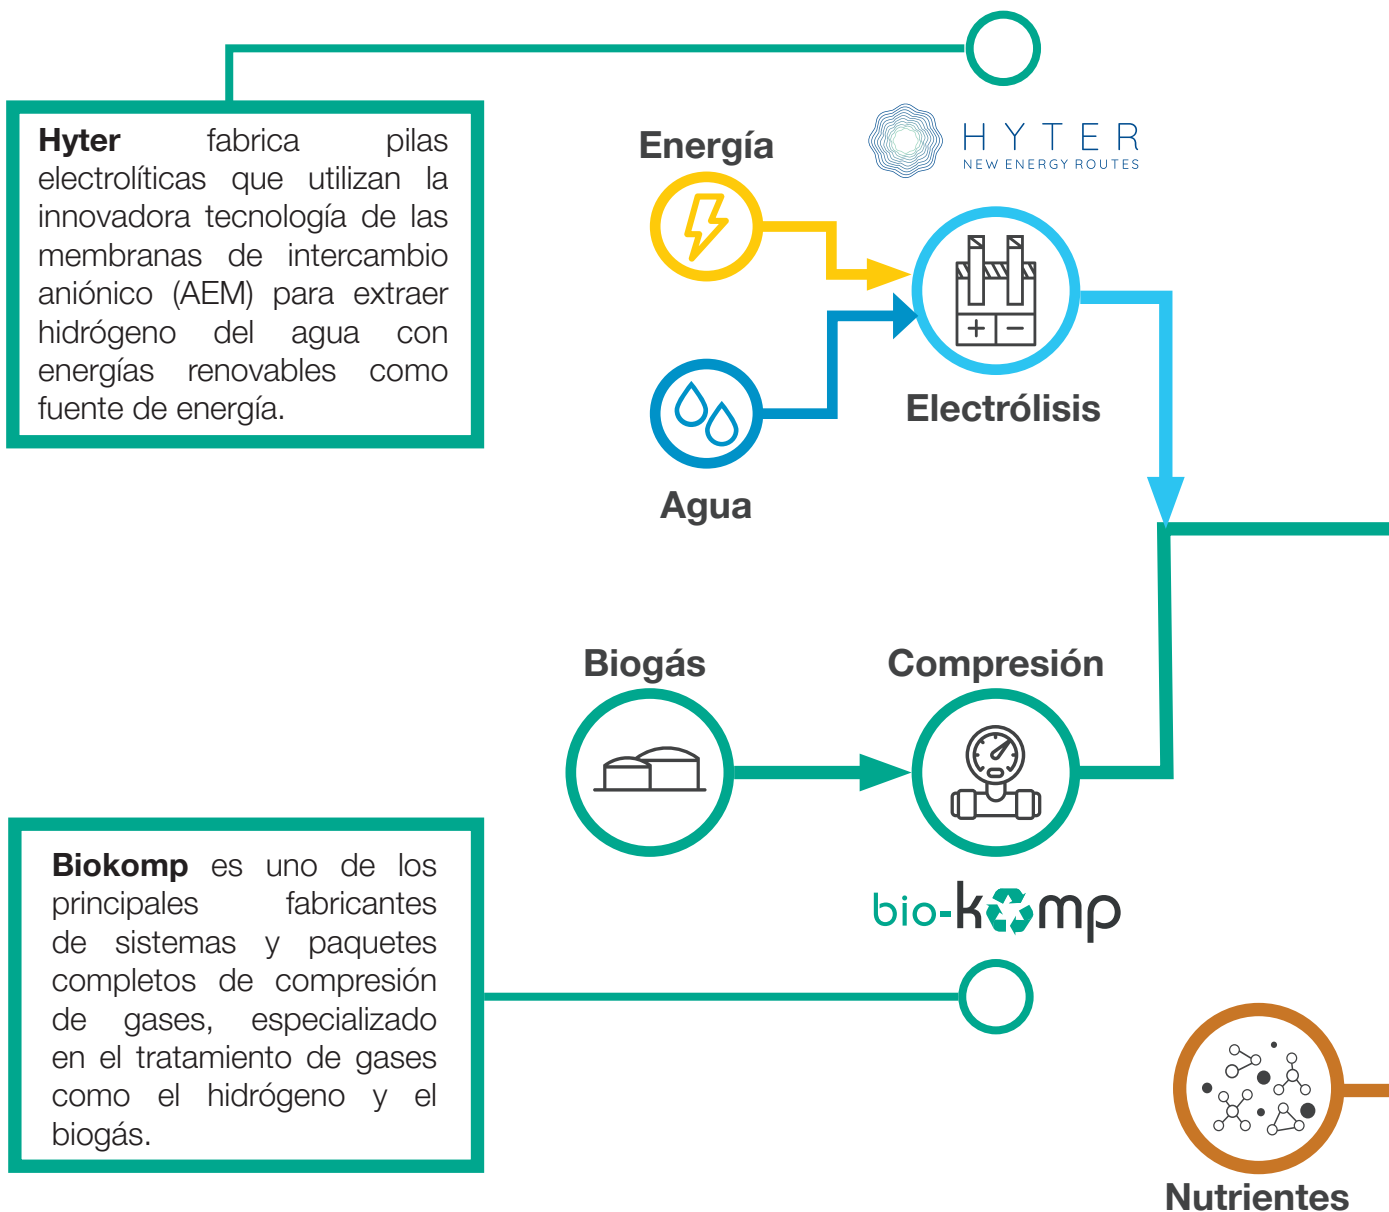 Hyter fabrica pilas
electrolíticas que utilizan la
innovadora tecnología de las
membranas de intercambio
aniónico (AEM) para extraer
hidrógeno del agua con
energías renovables como
fuente de energía.
HYTER
NEW ENERGY ROUTES
Energía
Electrólisis
Agua
Biogás
Compresión
bio-komp
Biokomp es uno de los
principales fabricantes
de sistemas y paquetes
completos de compresión
de gases, especializado
en el tratamiento de gases
como el hidrógeno y el
biogás.
Nutrientes